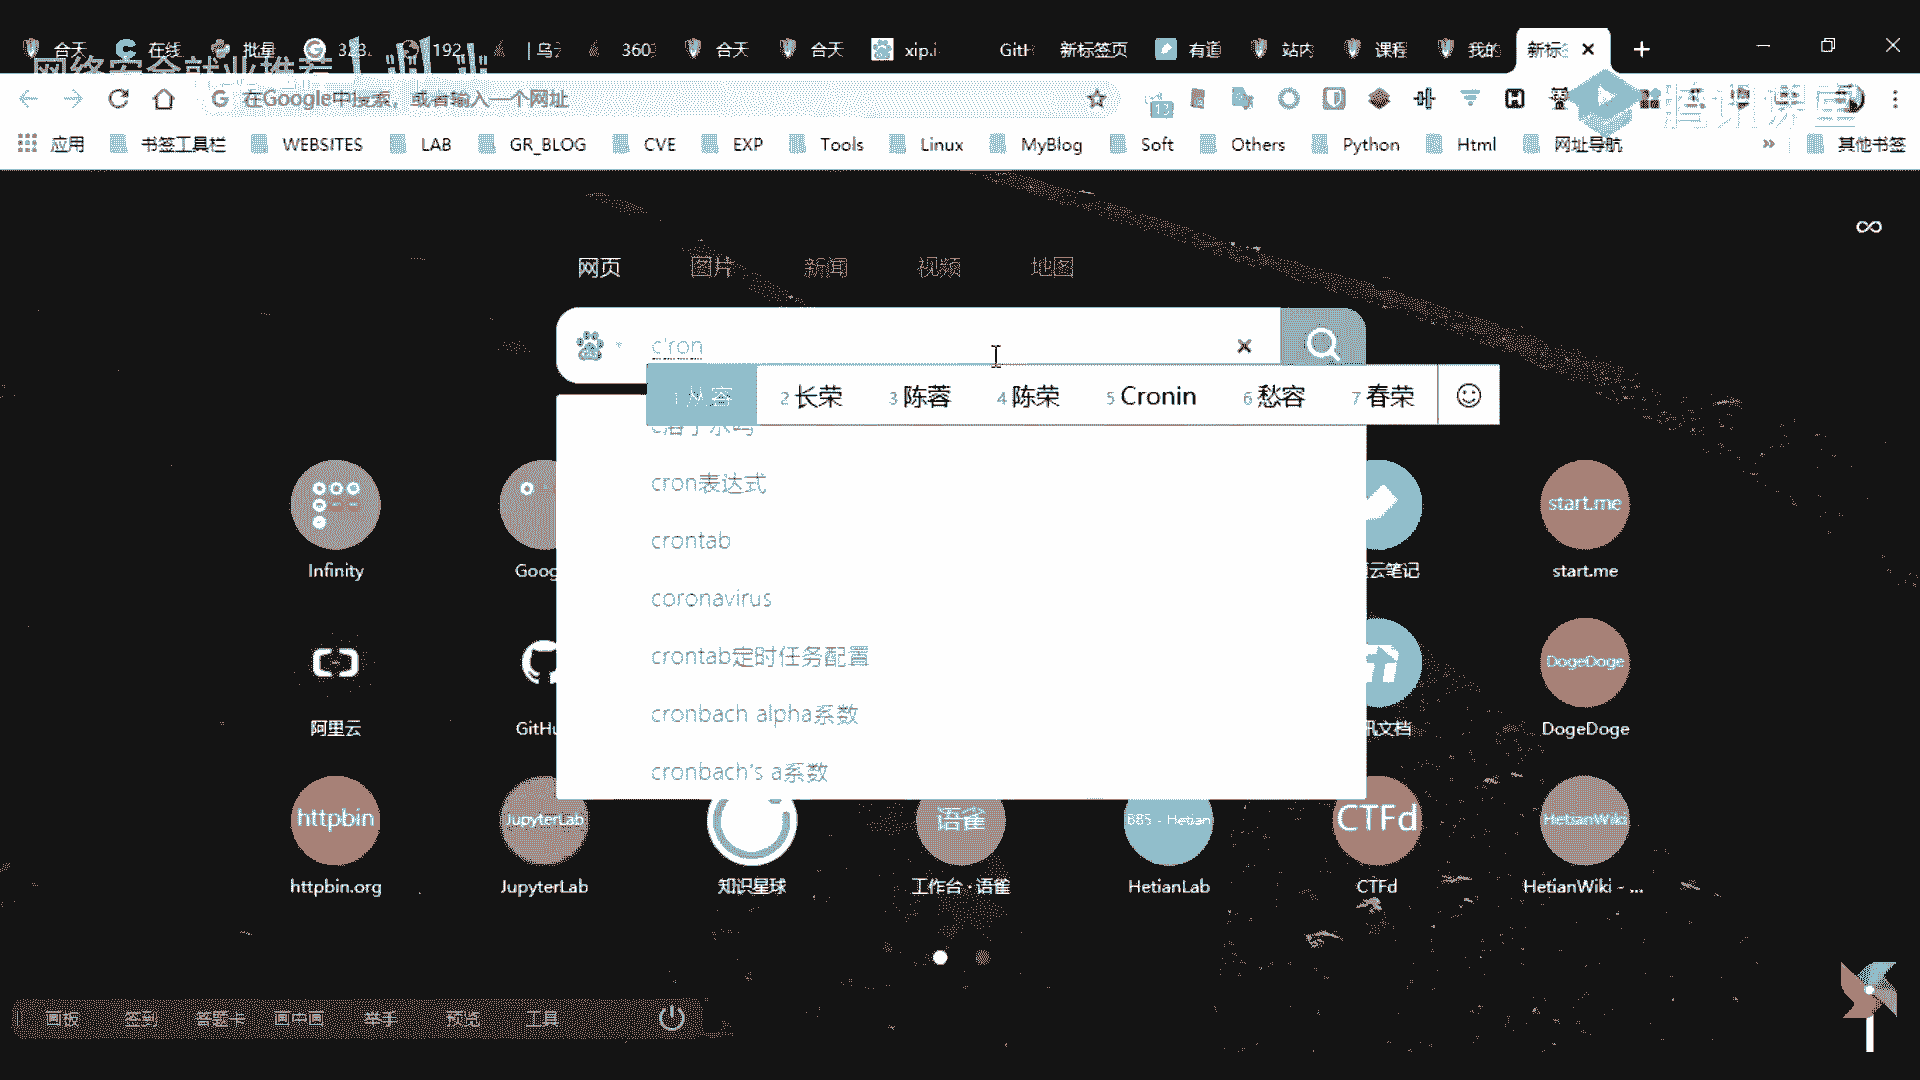 合天 在线 批量 323. 192. | 乌云 360 合天 合天 xip.i GitH 新标签页 有道 站内 课程 我的 新标签
网络安全就业推荐
在Google中搜索，或者输入一个网址
12
腾讯课堂
应用 书签工具栏 WEBSITES LAB GR_BLOG CVE EXP Tools Linux MyBlog Soft Others Python Html 网址导航 » 其他书签
网页 图片 新闻 视频 地图
c'ron
1 从容 2 长荣 3 陈蓉 4 陈荣 5 Cronin 6 愁容 7 春荣
cron表达式
crontab
coronavirus
crontab定时任务配置
cronbach alpha系数
cronbach's a系数
start.me
Infinity Goog 云笔记 start.me
DogeDoge
阿里云 GitHu 讯文档 DogeDoge
httpbin JupyterLab 语雀 BBS - Hetian CTFd HetianWiki
httpbin.org JupyterLab 知识星球 工作台 · 语雀 HetianLab CTFd HetianWiki - ...
画板 签到 答题卡 画中画 举手 预览 工具